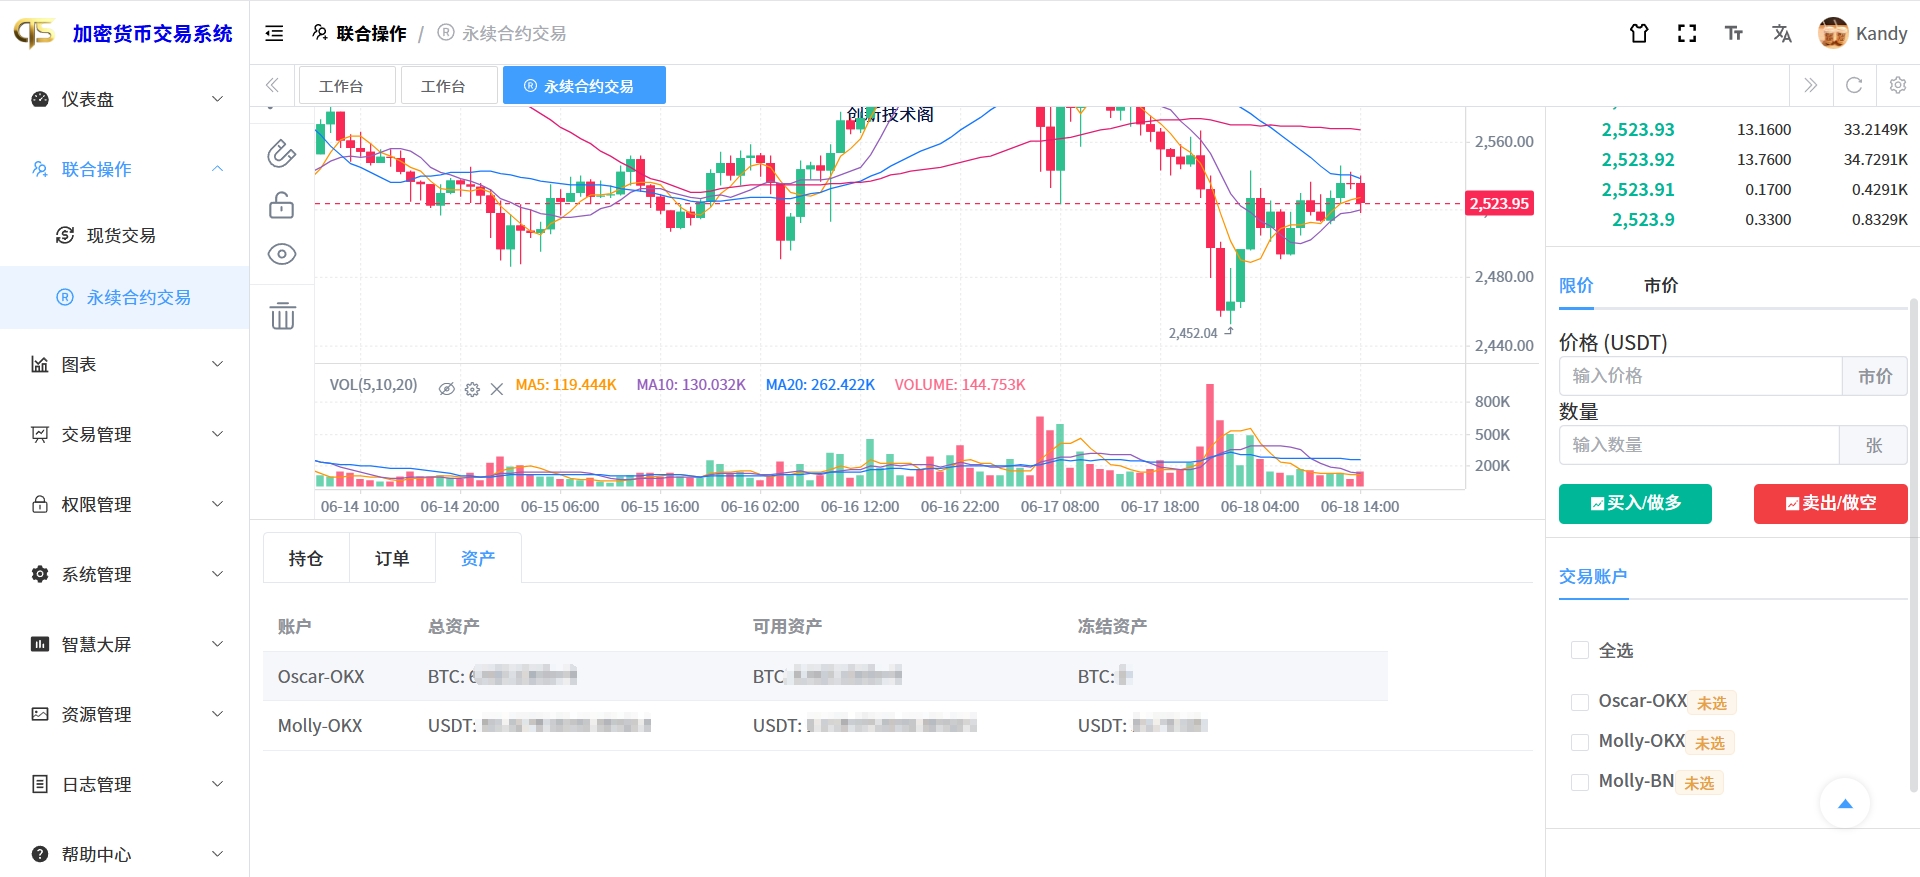 加密货币交易系统
仪表盘
联合操作
现货交易
永续合约交易
图表
交易管理
权限管理
系统管理
智慧大屏
资源管理
日志管理
帮助中心
联合操作 / 永续合约交易
Kandy
工作台
工作台
永续合约交易
创新技术阁
2,560.00
2,523.95
2,480.00
2,440.00
2,452.04
VOL(5,10,20) MA5: 119.444K MA10: 130.032K MA20: 262.422K VOLUME: 144.753K
800K
500K
200K
06-14 10:00 06-14 20:00 06-15 06:00 06-15 16:00 06-16 02:00 06-16 12:00 06-16 22:00 06-17 08:00 06-17 18:00 06-18 04:00 06-18 14:00
持仓 订单 资产
账户 总资产 可用资产 冻结资产
Oscar-OKX BTC: BTC BTC:
Molly-OKX USDT: USDT: USDT:
2,523.93 13.1600 33.2149K
2,523.92 13.7600 34.7291K
2,523.91 0.1700 0.4291K
2,523.9 0.3300 0.8329K
限价 市价
价格 (USDT)
输入价格 市价
数量
输入数量 张
买入/做多 卖出/做空
交易账户
全选
Oscar-OKX 未选
Molly-OKX 未选
Molly-BN 未选